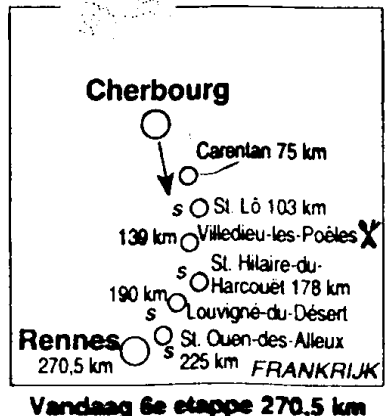 Cherbourg
Carentan 75 km
s St. Lô 103 km
139 km Villedieu-les-Poêles
s St. Hilaire-du-
Harcouët 178 km
190 km Louvigné-du-Désert
s
s St. Ouen-des-Alleux
225 km
Rennes
270,5 km
FRANKRIJK
Vandaag 6e etappe 270,5 km